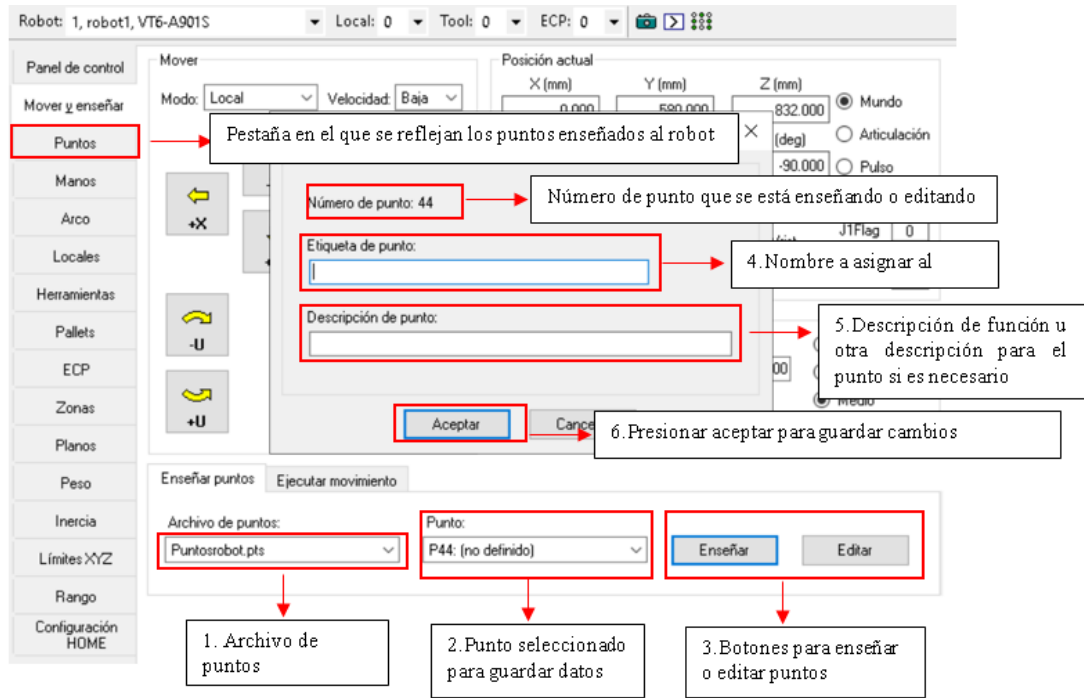 Robot: 1, robot1, VT6-A901S Local: 0 Tool: 0 ECP: 0
Panel de control
Mover y enseñar
Puntos
Manos
Arco
Locales
Herramientas
Pallets
ECP
Zonas
Planos
Peso
Inercia
Límites XYZ
Rango
Configuración
HOME
Mover
Modo: Local Velocidad: Baja
Posición actual
X (mm) Y (mm) Z (mm)
0.000 580.000 832.000
Mundo
(deg)
Articulación
-90.000
Pulso
Pestaña en el que se reflejan los puntos enseñados al robot
+X
Número de punto: 44
Número de punto que se está enseñando o editando
J1Flag 0
Etiqueta de punto:
4.Nombre a asignar al
-U
Descripción de punto:
5.Descripción de función u
otra descripción para el
punto si es necesario
00
Medio
+U
Aceptar
6.Presionar aceptar para guardar cambios
Enseñar puntos Ejecutar movimiento
Archivo de puntos:
Puntosrobot.pts
Punto:
P44: (no definido)
Enseñar Editar
1. Archivo de
puntos
2.Punto seleccionado
para guardar datos
3.Botones para enseñar
o editar puntos